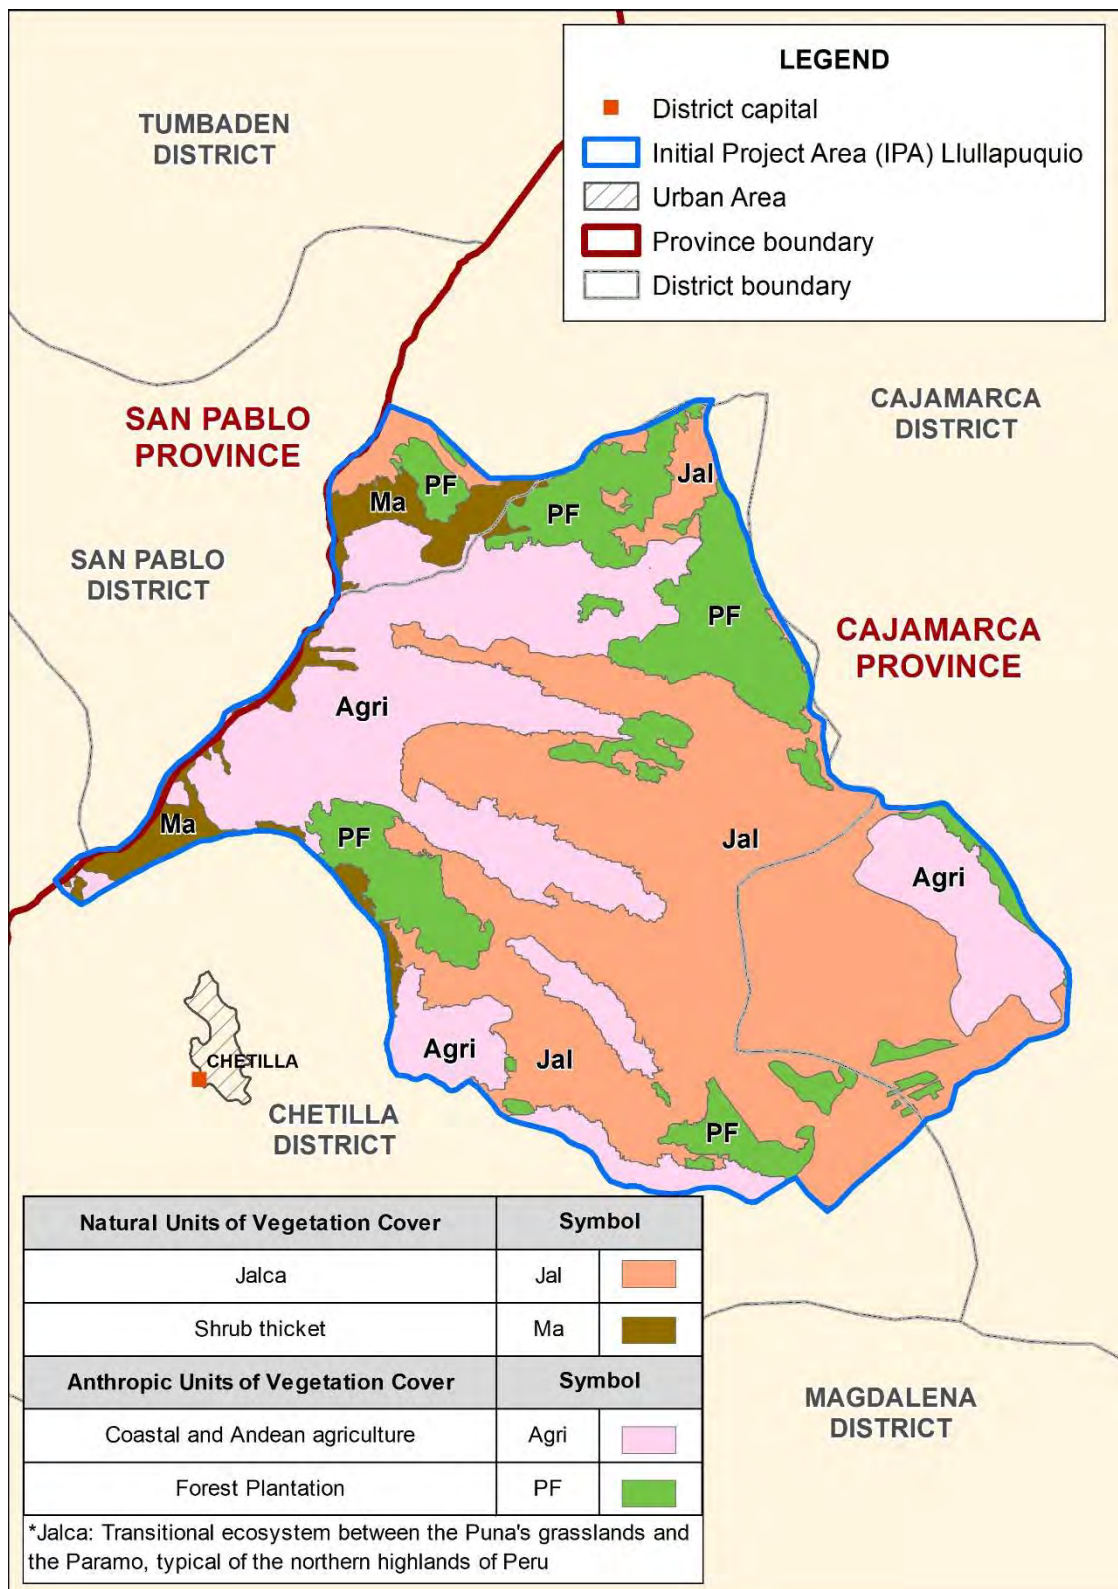 LEGEND
District capital
Initial Project Area (IPA) Llullapuquio
Urban Area
Province boundary
District boundary
TUMBADEN
DISTRICT
SAN PABLO
PROVINCE
CAJAMARCA
DISTRICT
Jal
PF
Ma
PF
SAN PABLO
DISTRICT
PF
CAJAMARCA
PROVINCE
Agri
Ma
PF
Jal
Agri
Agri
Jal
CHETILLA
CHETILLA
DISTRICT
PF
Natural Units of Vegetation Cover Symbol
Jalca Jal
Shrub thicket Ma
Anthropic Units of Vegetation Cover Symbol
Coastal and Andean agriculture Agri
Forest Plantation PF
*Jalca: Transitional ecosystem between the Puna's grasslands and
the Paramo, typical of the northern highlands of Peru
MAGDALENA
DISTRICT